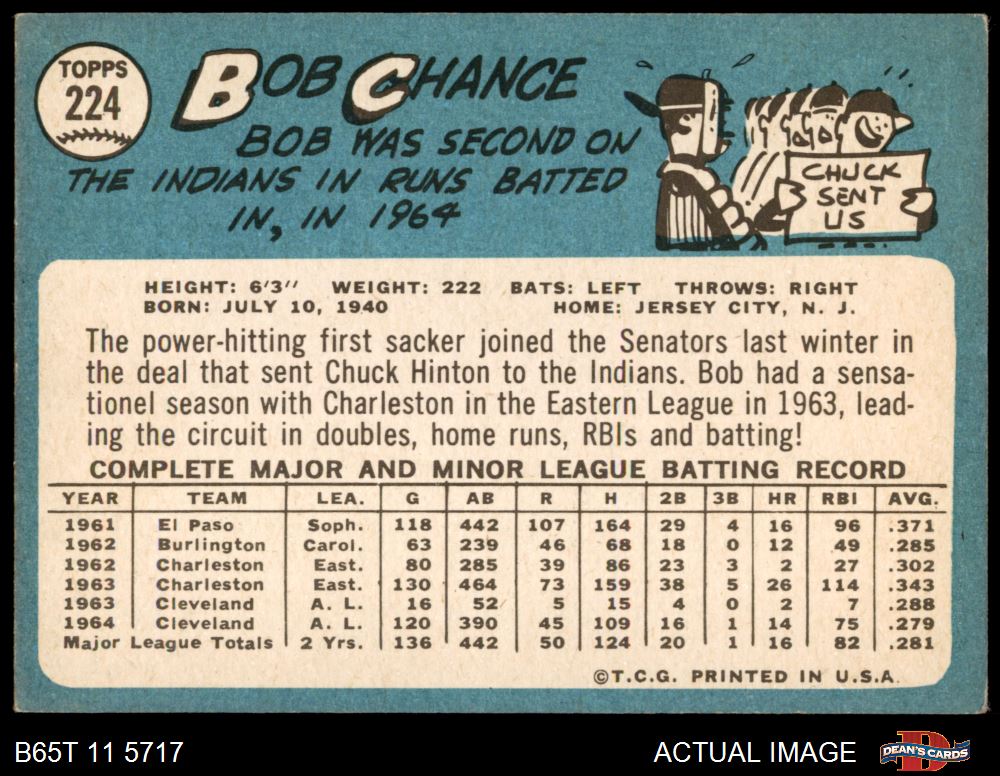 TOPPS
224
BOB CHANCE
BOB WAS SECOND ON
THE INDIANS IN RUNS BATTED
IN, IN 1964
CHUCK
SENT
US
HEIGHT: 6'3" WEIGHT: 222 BATS: LEFT THROWS: RIGHT
BORN: JULY 10, 1940 HOME: JERSEY CITY, N. J.
The power-hitting first sacker joined the Senators last winter in
the deal that sent Chuck Hinton to the Indians. Bob had a sensa-
tionel season with Charleston in the Eastern League in 1963, lead-
ing the circuit in doubles, home runs, RBIs and batting!
COMPLETE MAJOR AND MINOR LEAGUE BATTING RECORD
YEAR TEAM LEA. G AB R H 2B 3B HR RBI AVG.
1961 El Paso Soph. 118 442 107 164 29 4 16 96 .371
1962 Burlington Carol. 63 239 46 68 18 0 12 49 .285
1962 Charleston East. 80 285 39 86 23 3 2 27 .302
1963 Charleston East. 130 464 73 159 38 5 26 114 .343
1963 Cleveland A. L. 16 52 5 15 4 0 2 7 .288
1964 Cleveland A. L. 120 390 45 109 16 1 14 75 .279
Major League Totals 2 Yrs. 136 442 50 124 20 1 16 82 .281
©T.C.G. PRINTED IN U.S.A.
B65T 11 5717
ACTUAL IMAGE
D
DEAN'S CARDS